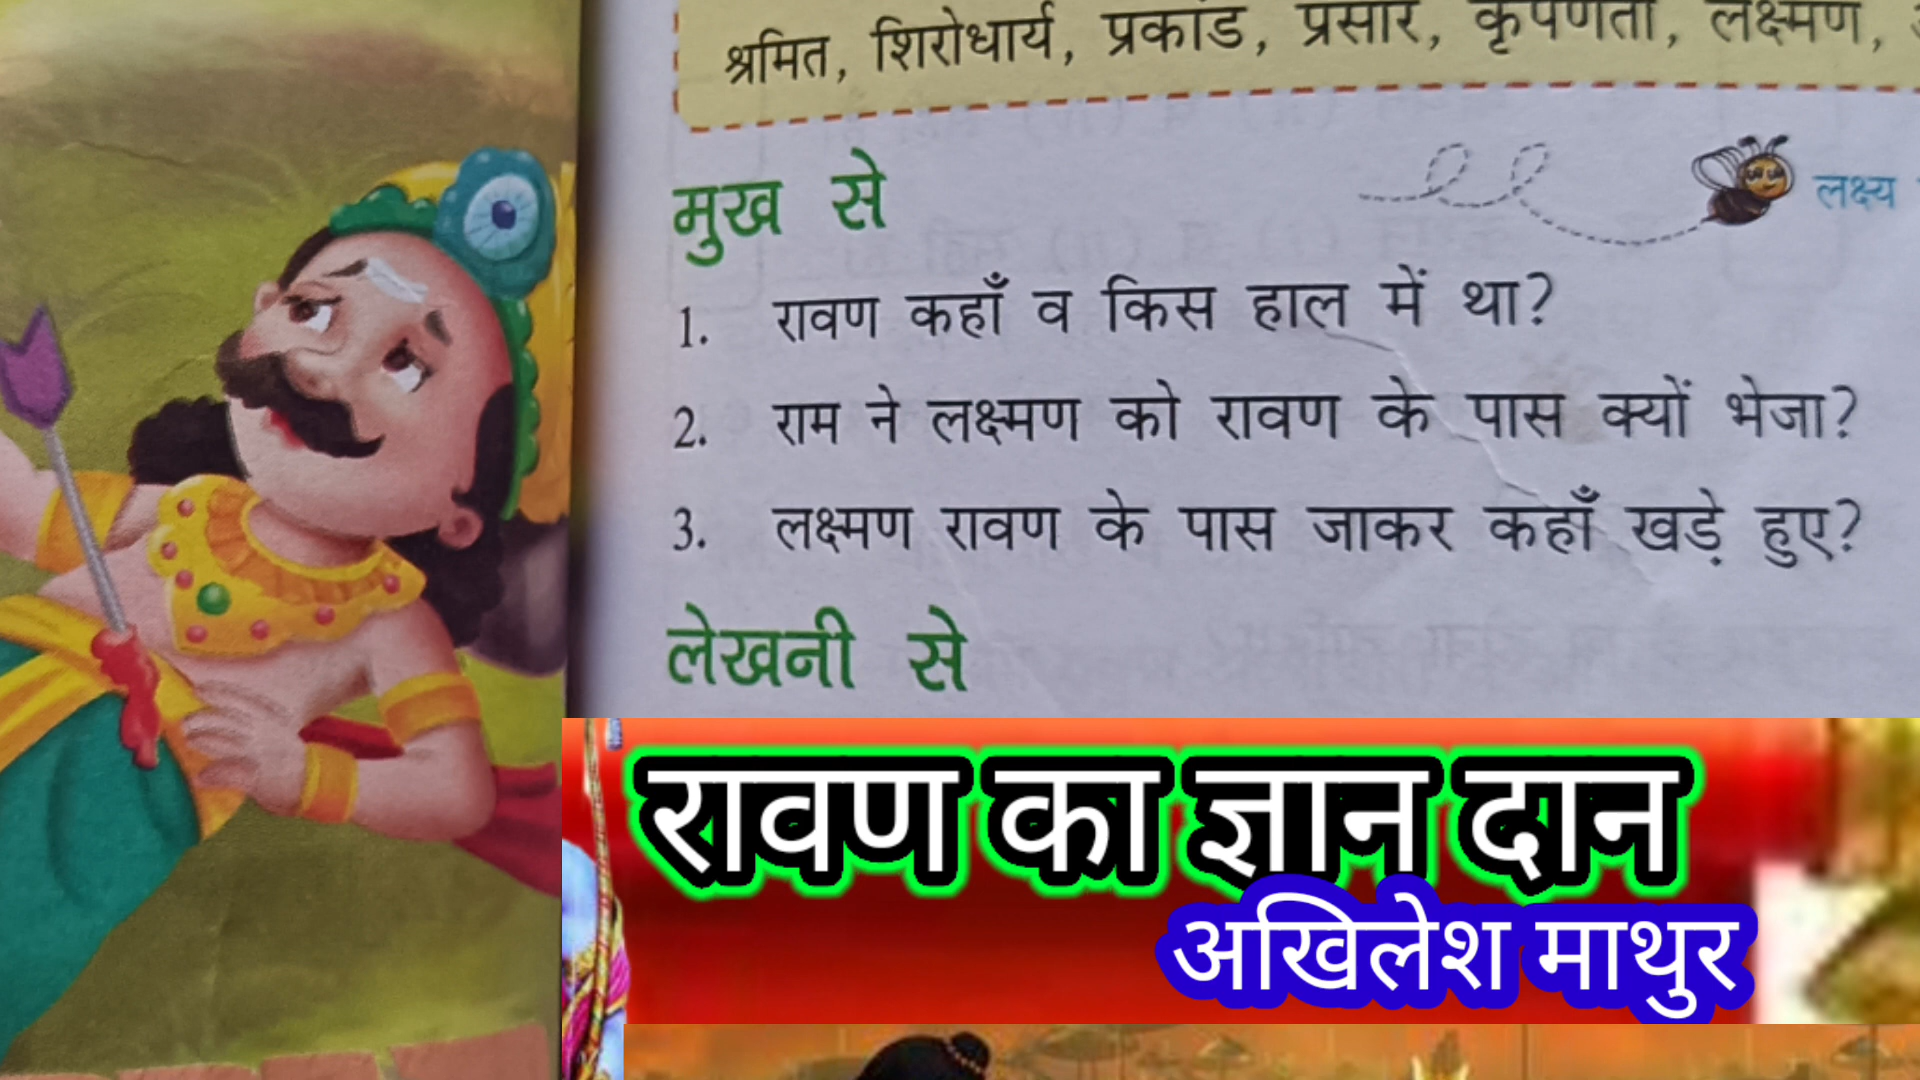 श्रमित, शिरोधार्य, प्रकांड, प्रसार, कृपणता, लक्ष्मण,
मुख से
लक्ष्य
1. रावण कहाँ व किस हाल में था?
2. राम ने लक्ष्मण को रावण के पास क्यों भेजा?
3. लक्ष्मण रावण के पास जाकर कहाँ खड़े हुए?
लेखनी से
रावण का ज्ञान दान
अखिलेश माथुर